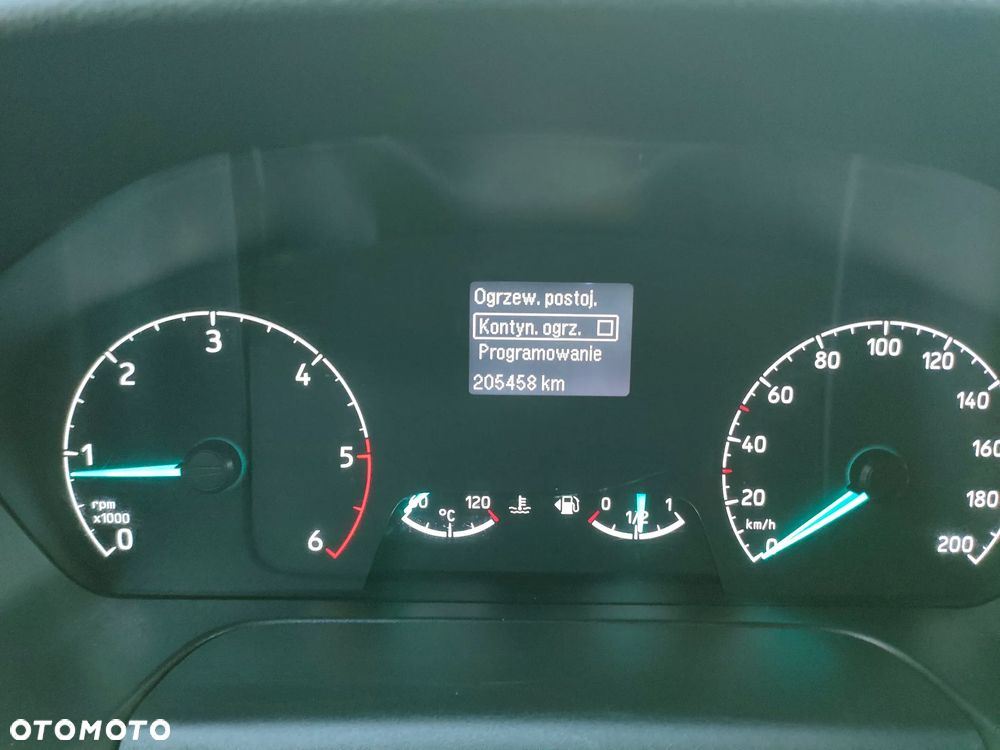 Ogrzew. postoj.
Kontyn. ogrz.
Programowanie
205458 km
0
1
2
3
4
5
6
rpm
x1000
60
120
°C
0
1/2
1
0
20
40
60
80
100
120
140
160
180
200
km/h
OTOMOTO